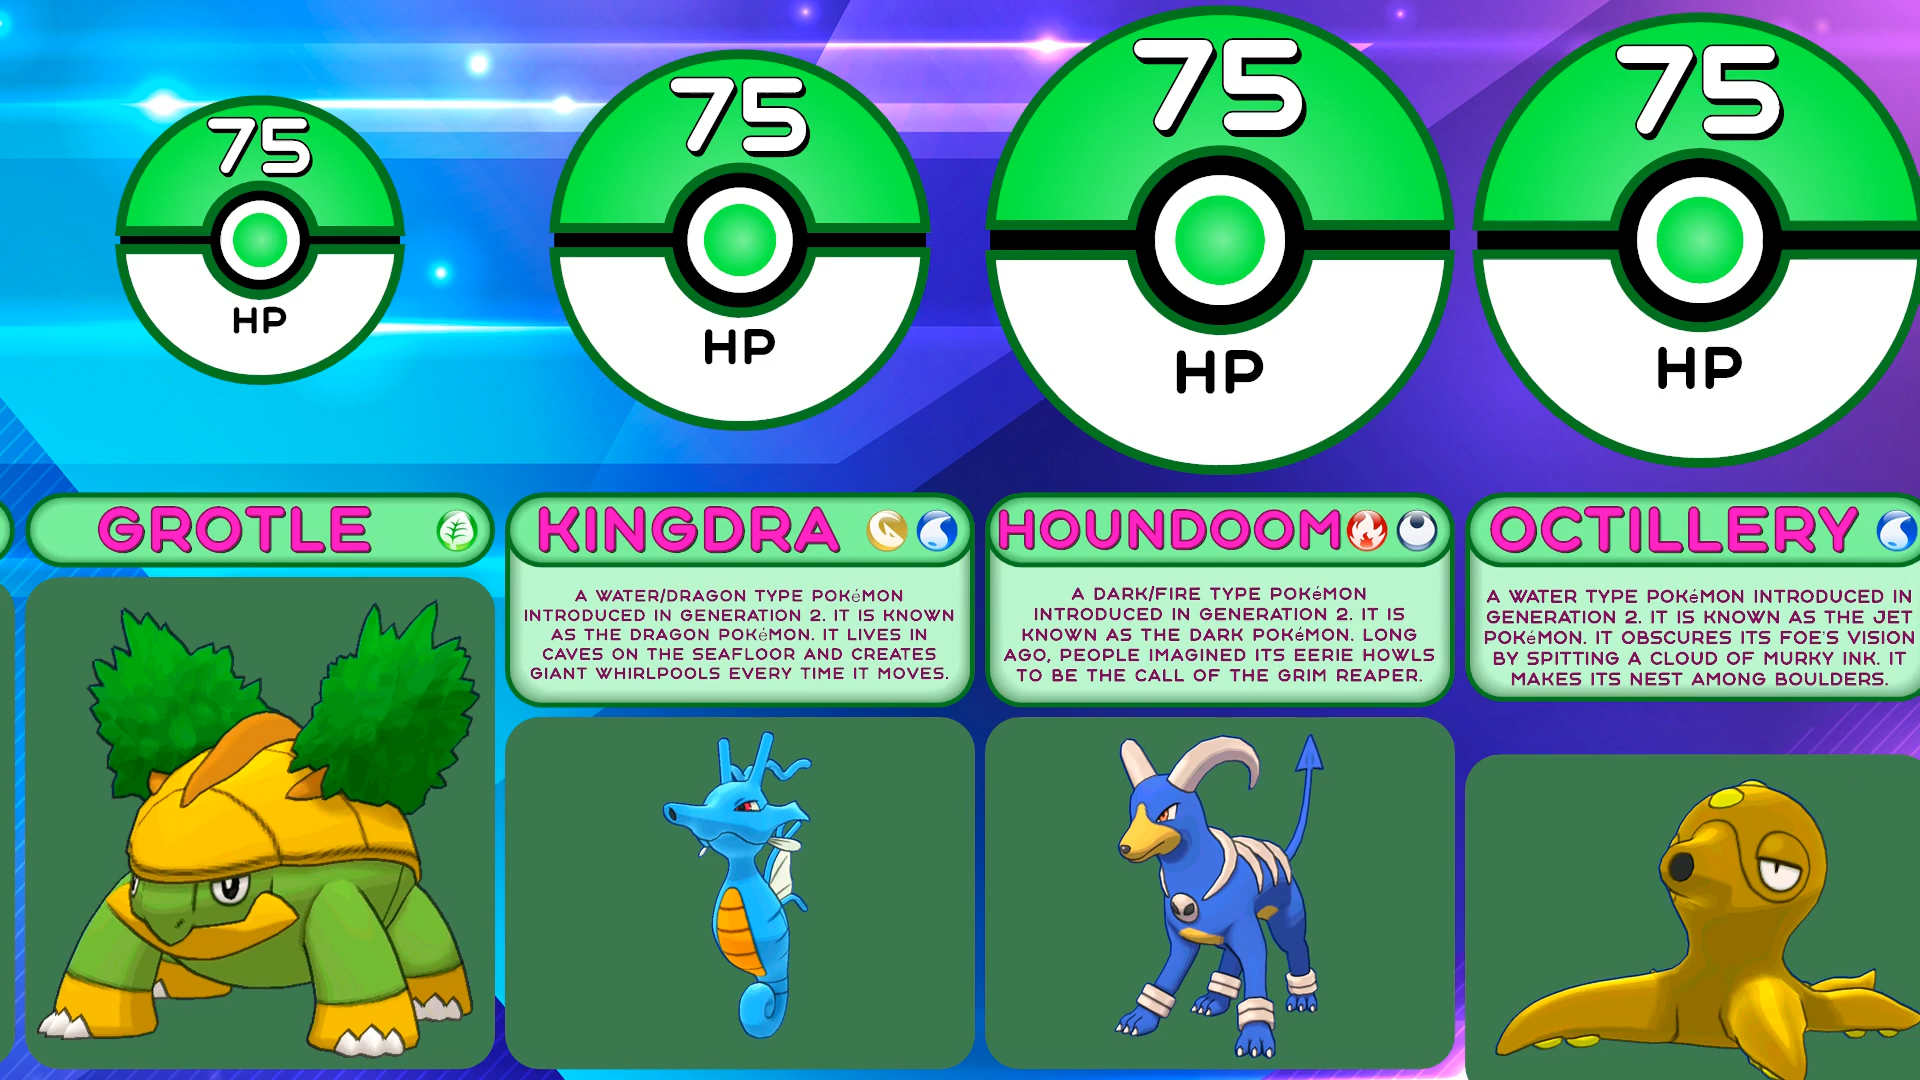 75
HP
75
HP
75
HP
75
HP
GROTLE
KINGDRA
A WATER/DRAGON TYPE POKéMON
INTRODUCED IN GENERATION 2. IT IS KNOWN
AS THE DRAGON POKéMON. IT LIVES IN
CAVES ON THE SEAFLOOR AND CREATES
GIANT WHIRLPOOLS EVERY TIME IT MOVES.
HOUNDOOM
A DARK/FIRE TYPE POKéMON
INTRODUCED IN GENERATION 2. IT IS
KNOWN AS THE DARK POKéMON. LONG
AGO, PEOPLE IMAGINED ITS EERIE HOWLS
TO BE THE CALL OF THE GRIM REAPER.
OCTILLERY
A WATER TYPE POKéMON INTRODUCED IN
GENERATION 2. IT IS KNOWN AS THE JET
POKéMON. IT OBSCURES ITS FOE'S VISION
BY SPITTING A CLOUD OF MURKY INK. IT
MAKES ITS NEST AMONG BOULDERS.